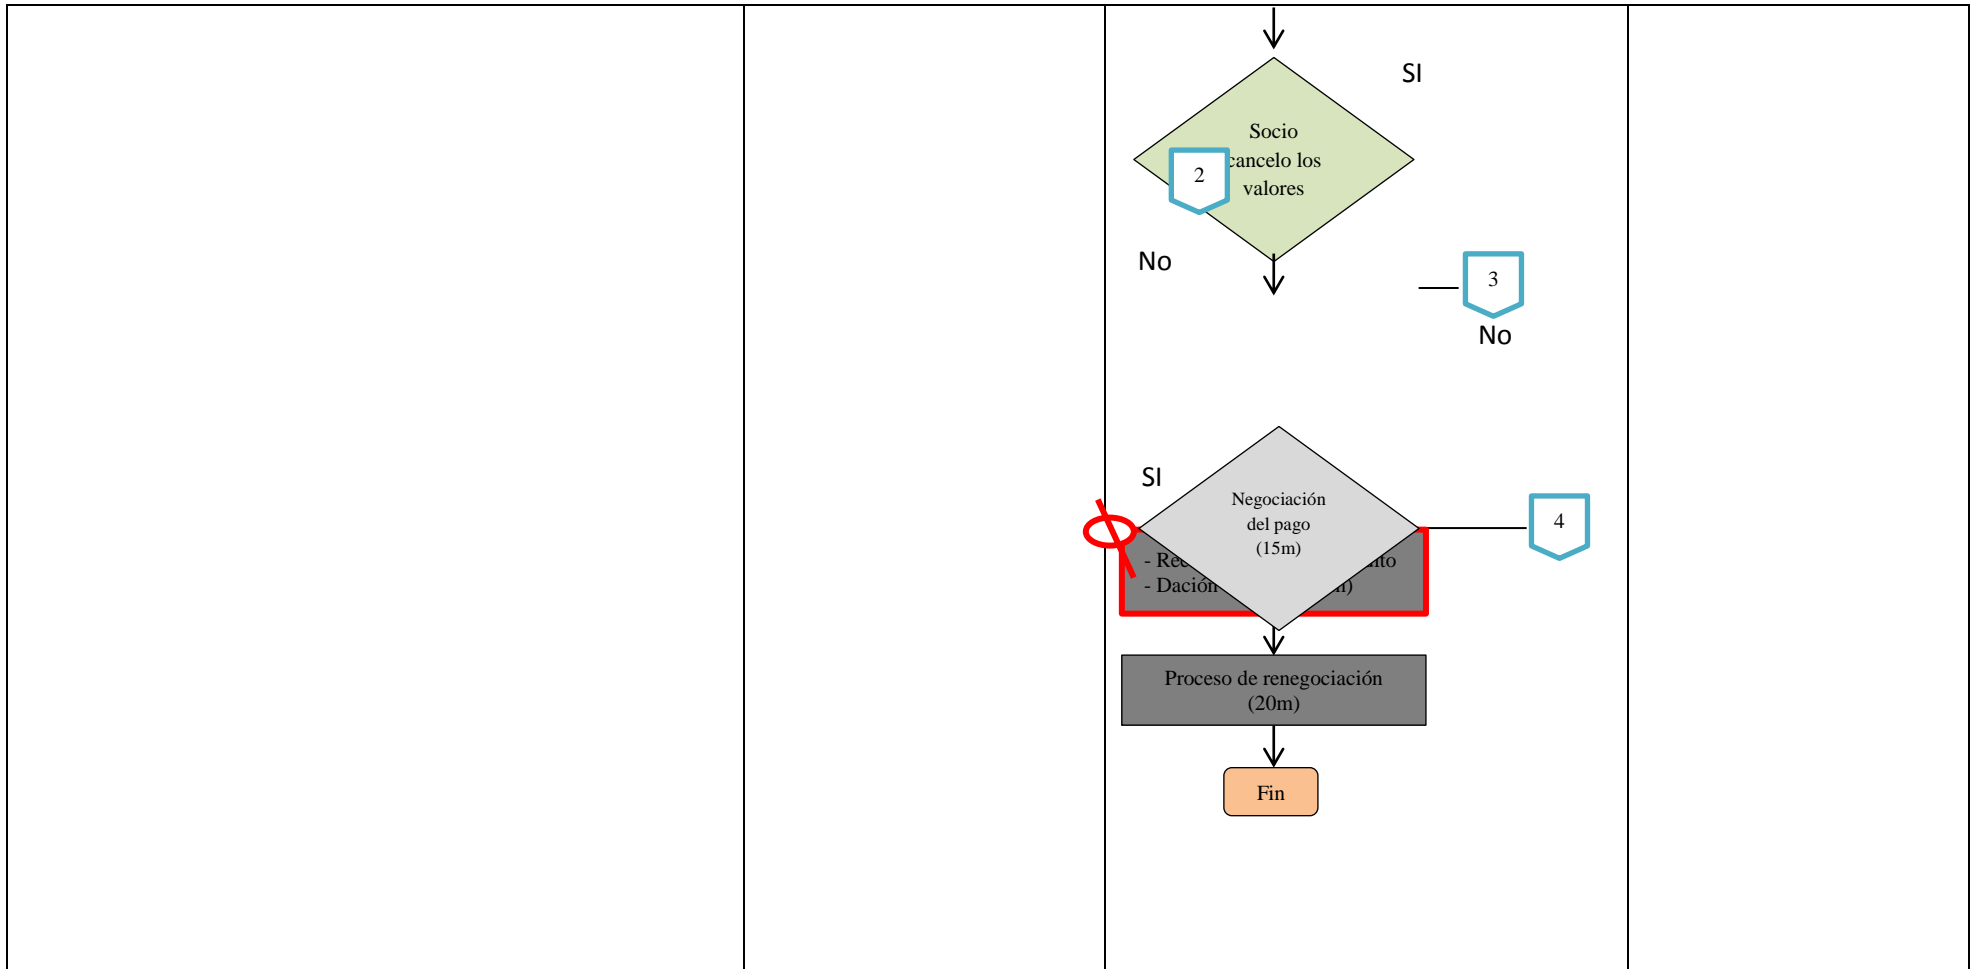 SI
Socio
cancelo los
valores
2
No
3
No
SI
Negociación
del pago
(15m)
4
-
- Dación
Proceso de renegociación
(20m)
Fin